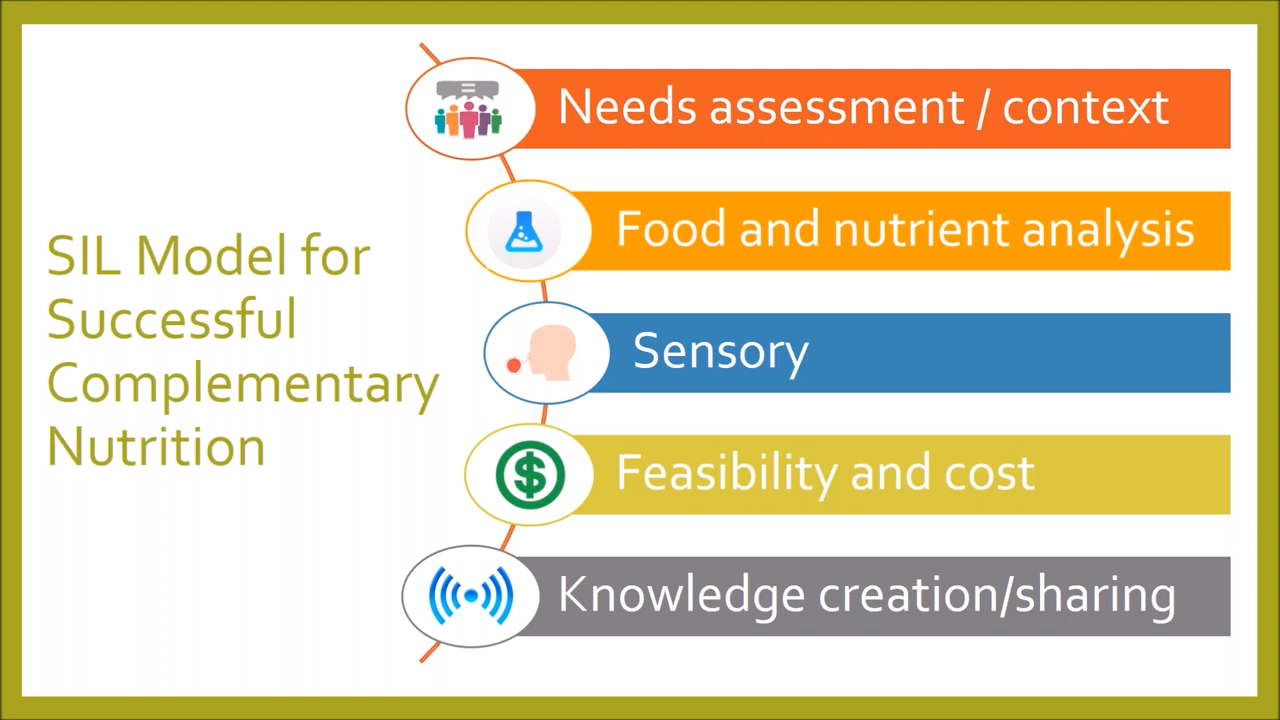 SIL Model for
Successful
Complementary
Nutrition
Needs assessment / context
Food and nutrient analysis
Sensory
Feasibility and cost
Knowledge creation/sharing